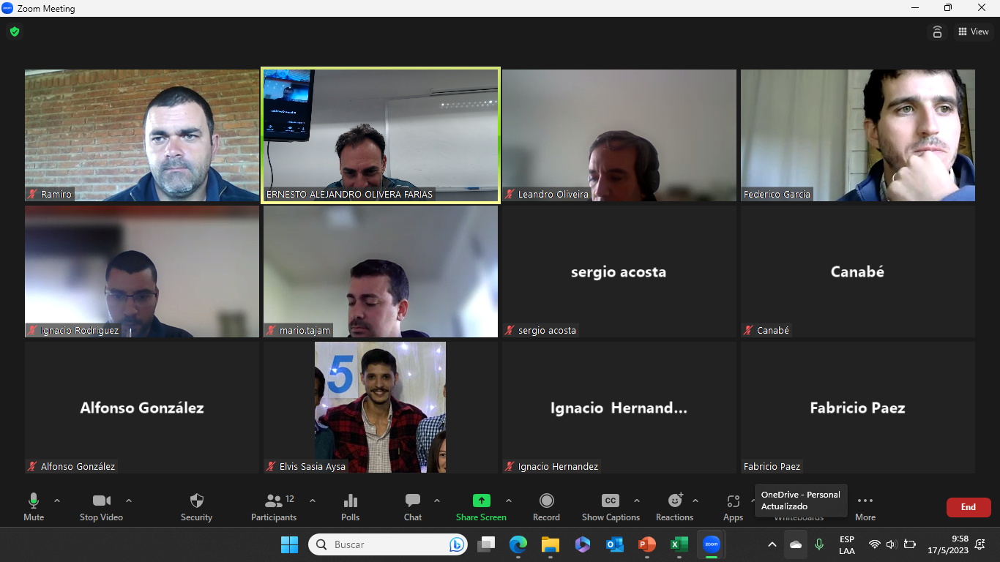 Zoom Meeting
View
Ramiro
ERNESTO ALEJANDRO OLIVERA FARIAS
Leandro Oliveira
Federico Garcia
Ignacio Rodriguez
mario.tajam
sergio acosta
sergio acosta
Canabé
Canabé
Alfonso González
Alfonso González
5
Elvis Sasia Aysa
Ignacio Hernand...
Ignacio Hernandez
Fabricio Paez
Fabricio Paez
OneDrive - Personal
Actualizado
Mute
Stop Video
Security
12
Participants
Polls
Chat
Share Screen
Record
CC
Show Captions
Reactions
Apps
Whiteboards
More
End
Buscar
zoom
ESP
LAA
9:58
17/5/2023